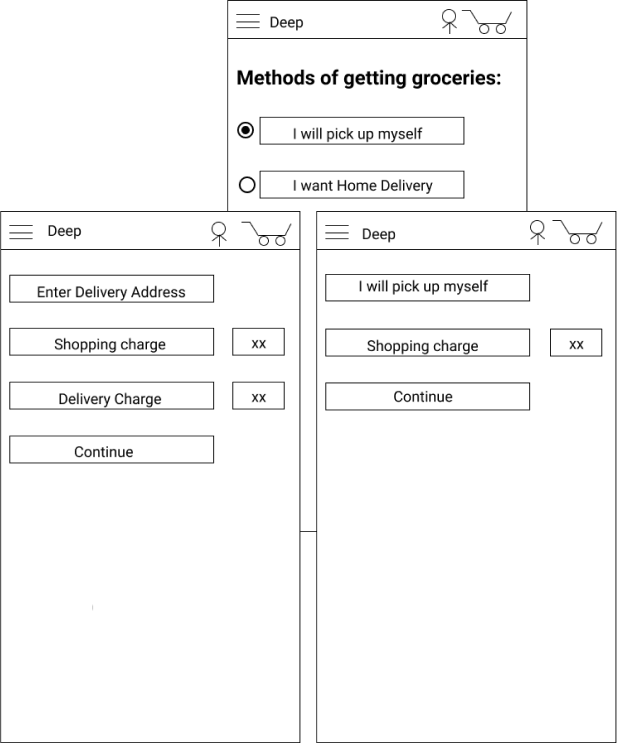 Deep
Methods of getting groceries:
I will pick up myself
I want Home Delivery
Deep
Enter Delivery Address
Shopping charge xx
Delivery Charge xx
Continue
Deep
I will pick up myself
Shopping charge xx
Continue